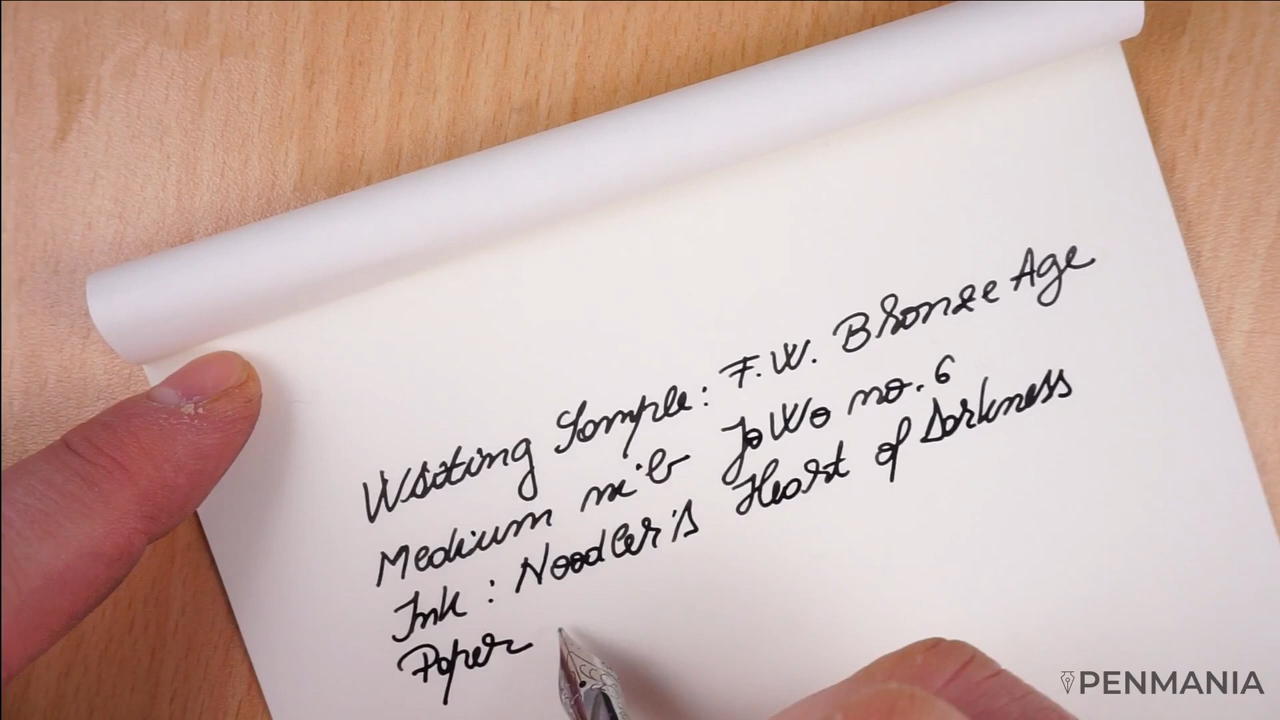 Writing Sample: F.W. Bronze Age
Medium nib JoWo no. 6
Ink: Noodler's Heart of Darkness
Paper
PENMANIA